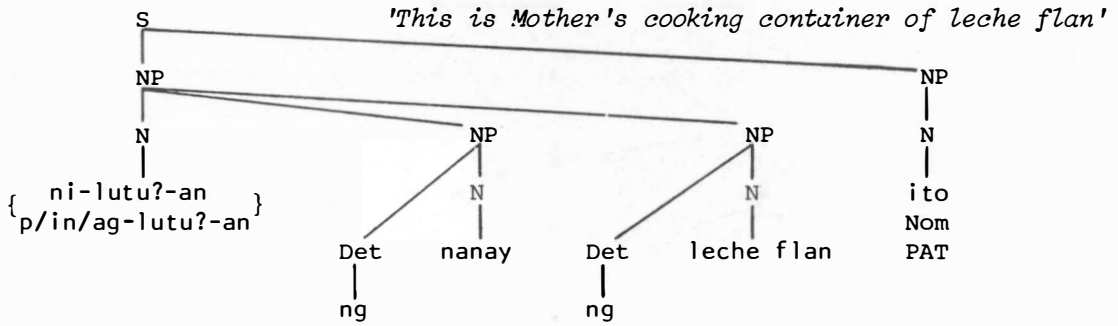 S 'This is Mother's cooking container of leche flan'
NP NP
N NP NP N
{ ni-lutu?-an } N N ito
p/in/ag-lutu?-an Nom
Det nanay Det leche flan PAT
ng ng